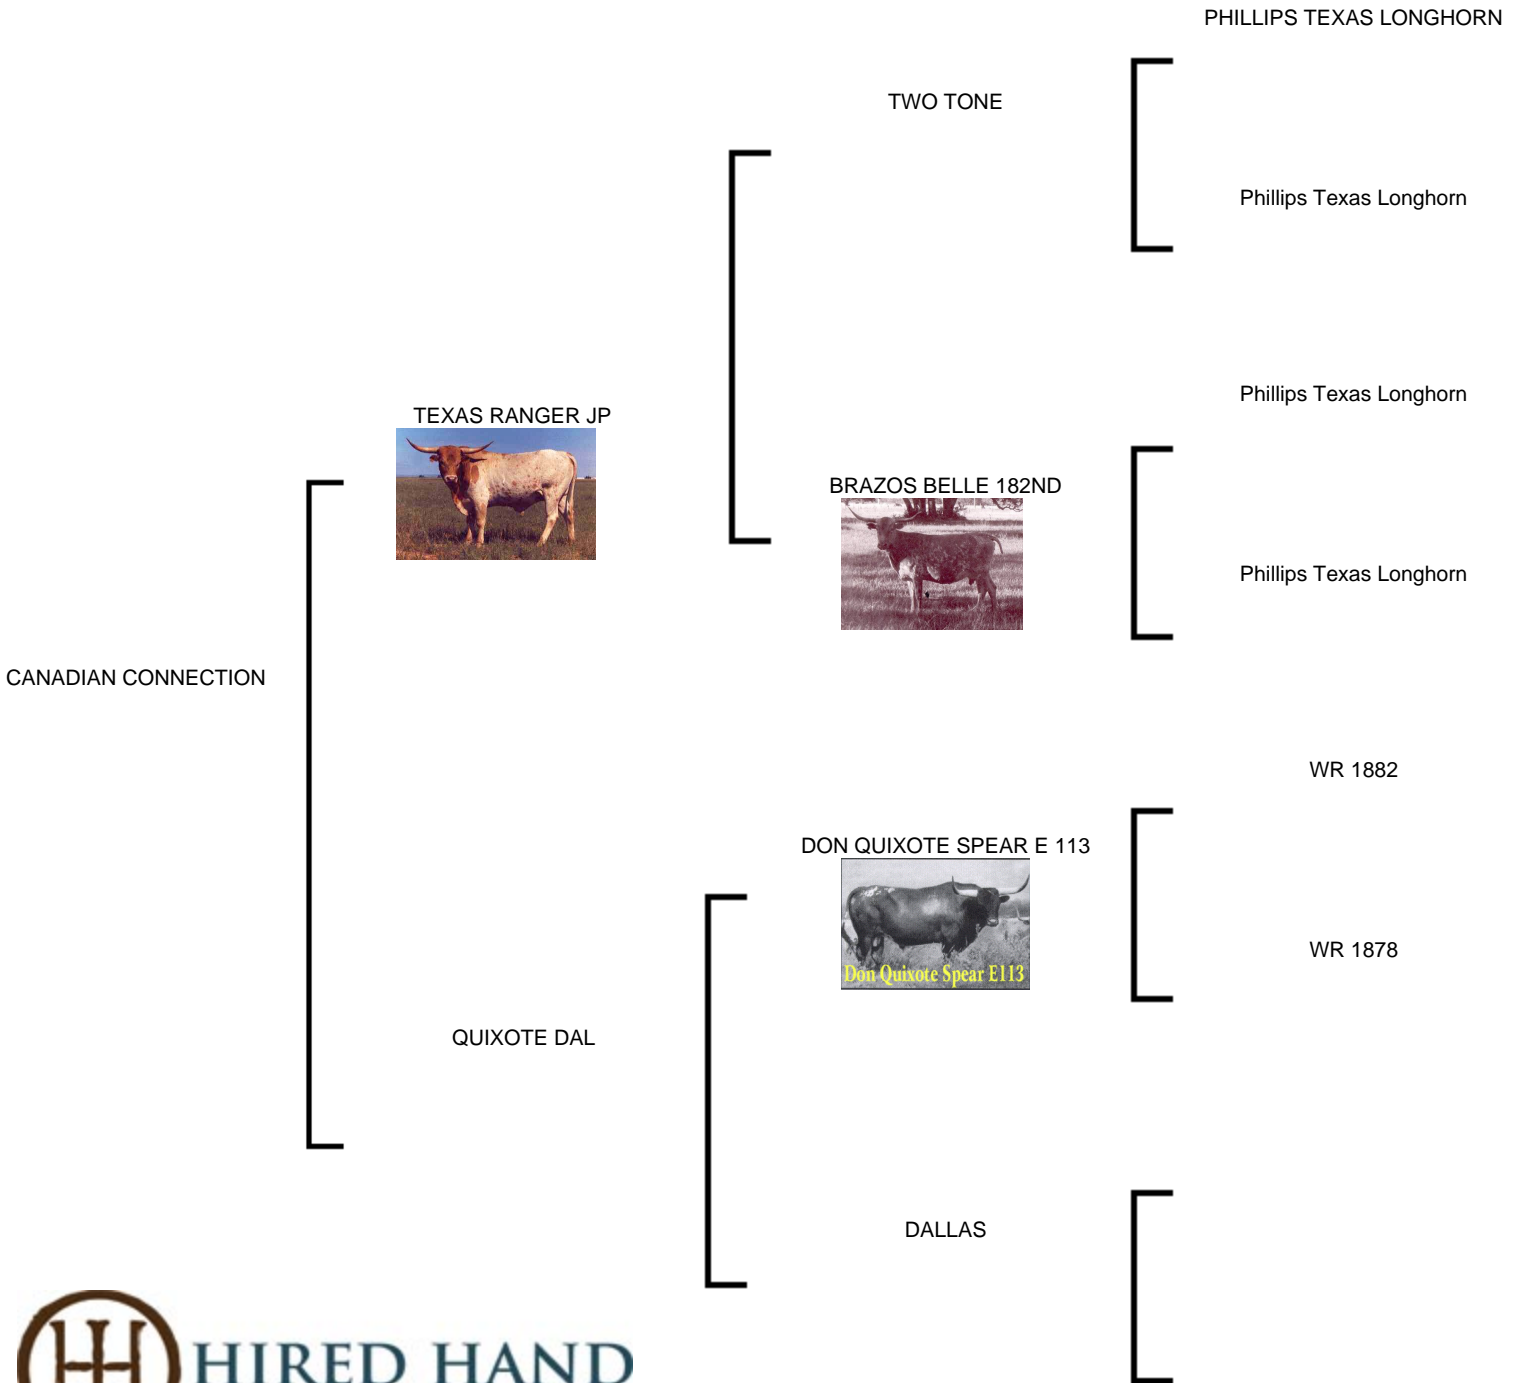 PHILLIPS TEXAS LONGHORN
TWO TONE
Phillips Texas Longhorn
Phillips Texas Longhorn
TEXAS RANGER JP
BRAZOS BELLE 182ND
Phillips Texas Longhorn
CANADIAN CONNECTION
WR 1882
DON QUIXOTE SPEAR E 113
WR 1878
Don Quixote Spear E113
QUIXOTE DAL
DALLAS
HIRED HAND